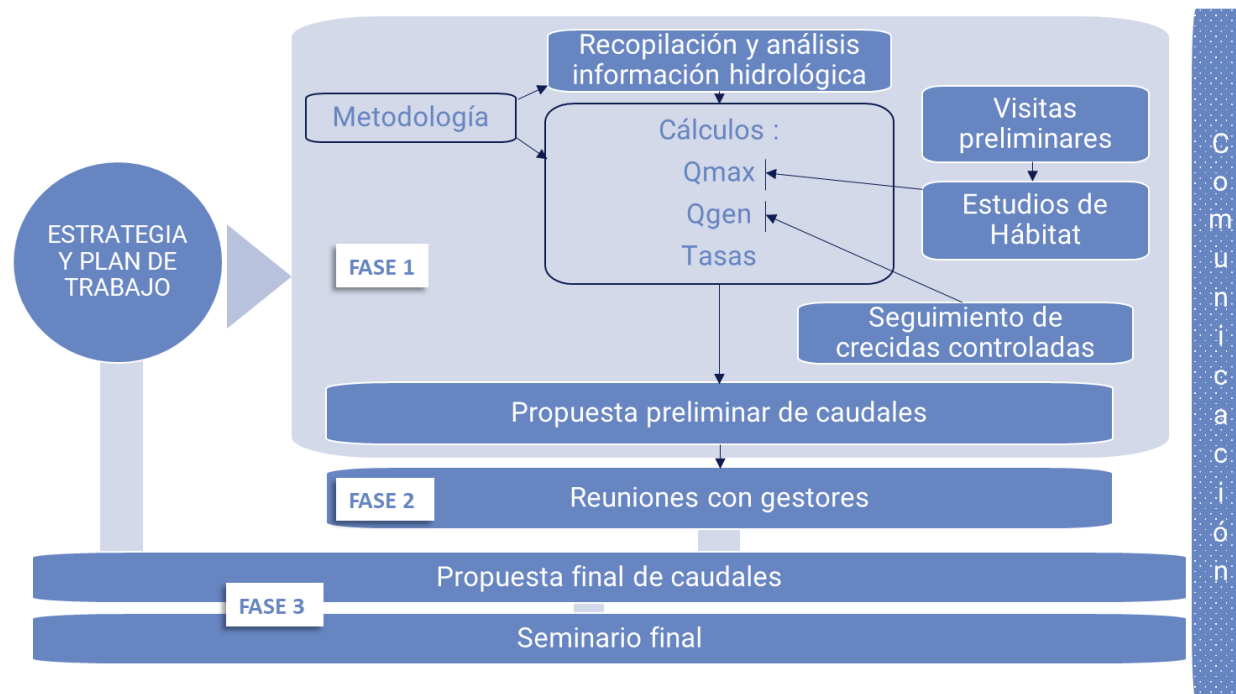 Recopilación y análisis
información hidrológica
Metodología
Cálculos :
Qmax
Qgen
Tasas
Visitas
preliminares
Estudios de
Hábitat
ESTRATEGIA
Y PLAN DE
TRABAJO
FASE 1
Seguimiento de
crecidas controladas
Propuesta preliminar de caudales
FASE 2
Reuniones con gestores
Propuesta final de caudales
FASE 3
Seminario final
Comunicación